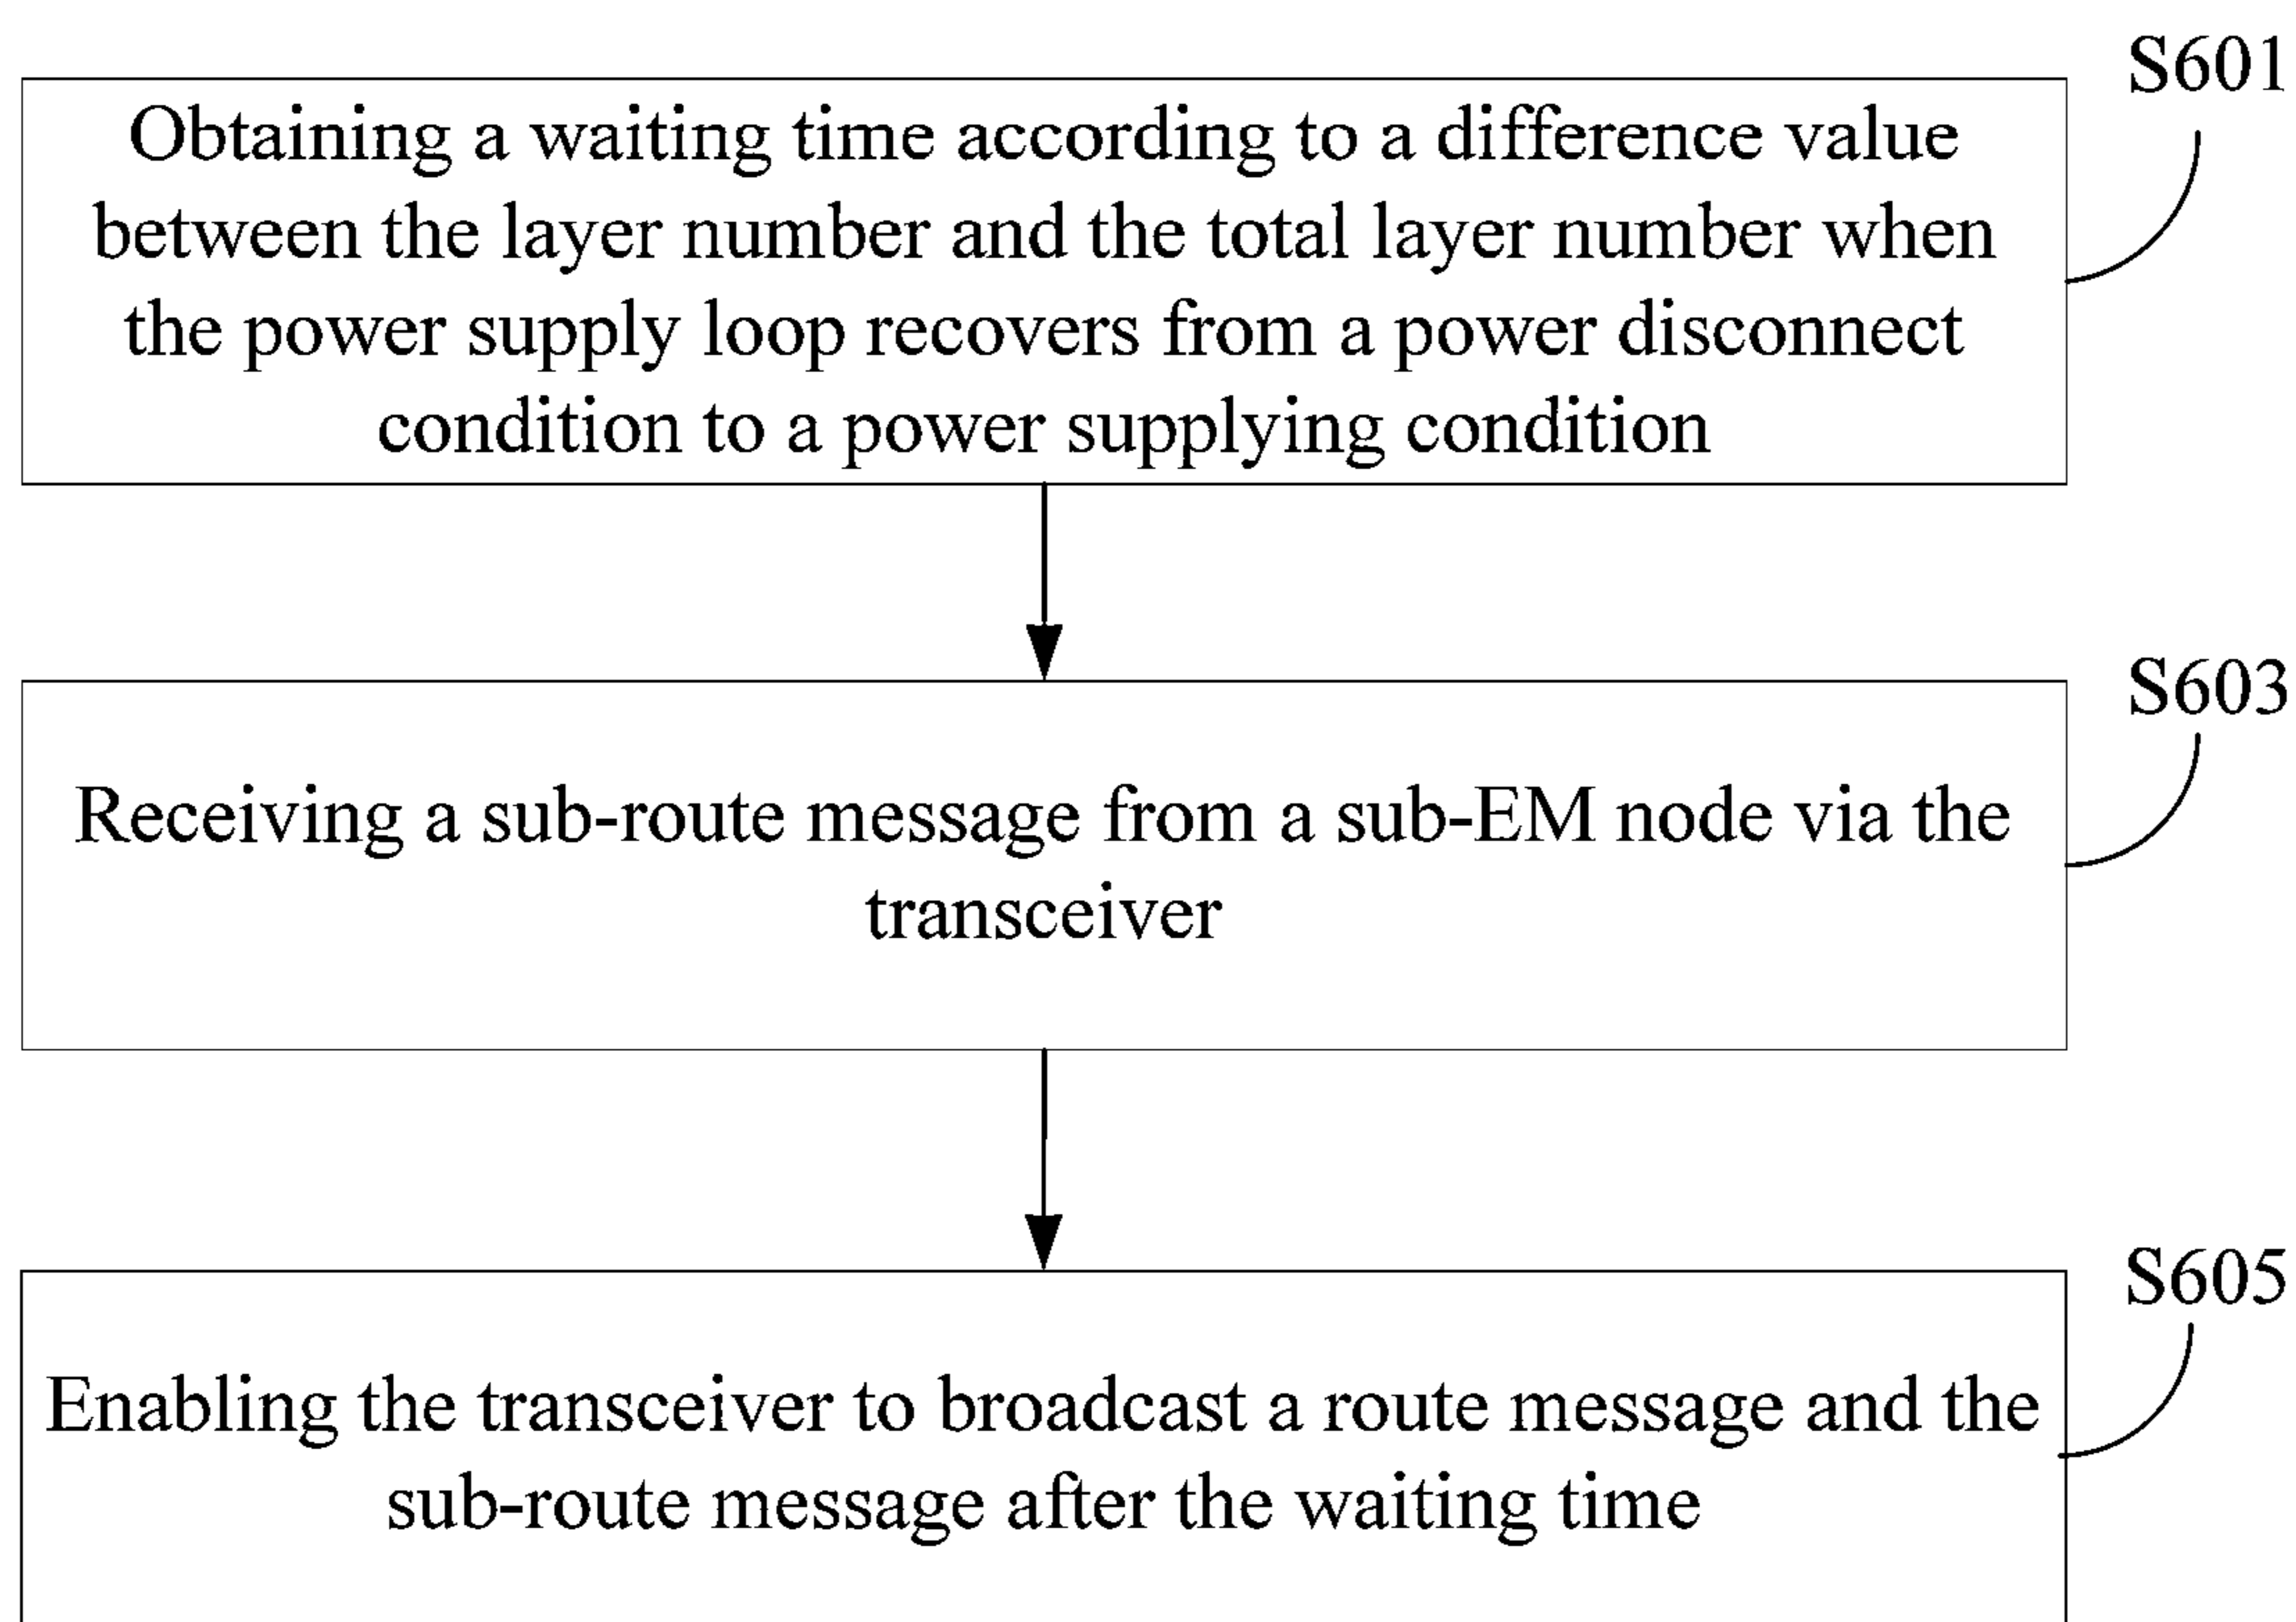 S601
Obtaining a waiting time according to a difference value
between the layer number and the total layer number when
the power supply loop recovers from a power disconnect
condition to a power supplying condition
S603
Receiving a sub-route message from a sub-EM node via the
transceiver
S605
Enabling the transceiver to broadcast a route message and the
sub-route message after the waiting time